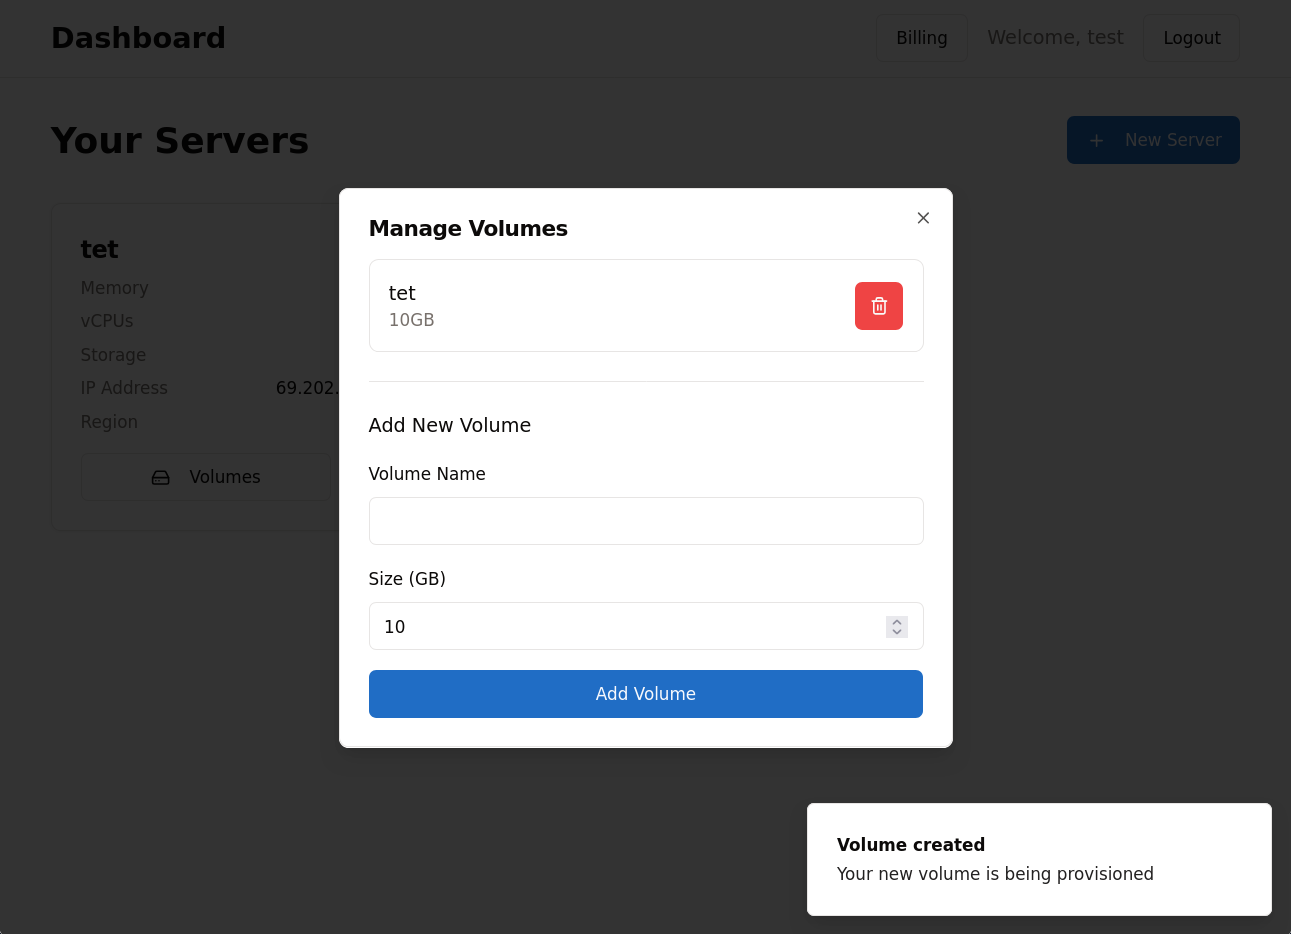 Dashboard
Billing
Welcome, test
Logout
Your Servers
+ New Server
tet
Memory
vCPUs
Storage
IP Address 69.202.
Region
Volumes
Manage Volumes
tet
10GB
Add New Volume
Volume Name
Size (GB)
10
Add Volume
Volume created
Your new volume is being provisioned